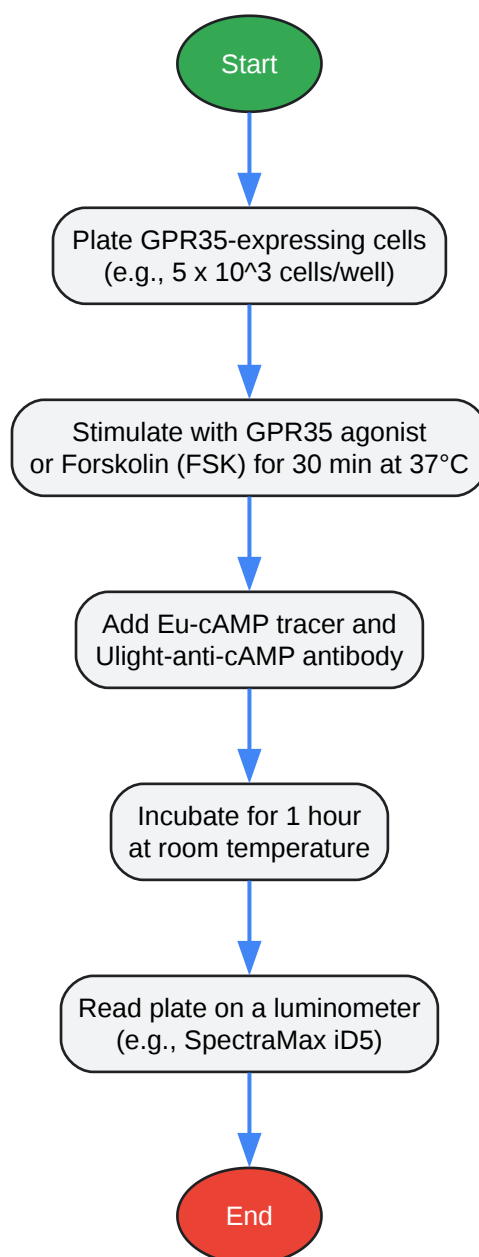 Start
Plate GPR35-expressing cells
(e.g., 5 x 10^3 cells/well)
Stimulate with GPR35 agonist
or Forskolin (FSK) for 30 min at 37°C
Add Eu-cAMP tracer and
Ulight-anti-cAMP antibody
Incubate for 1 hour
at room temperature
Read plate on a luminometer
(e.g., SpectraMax iD5)
End